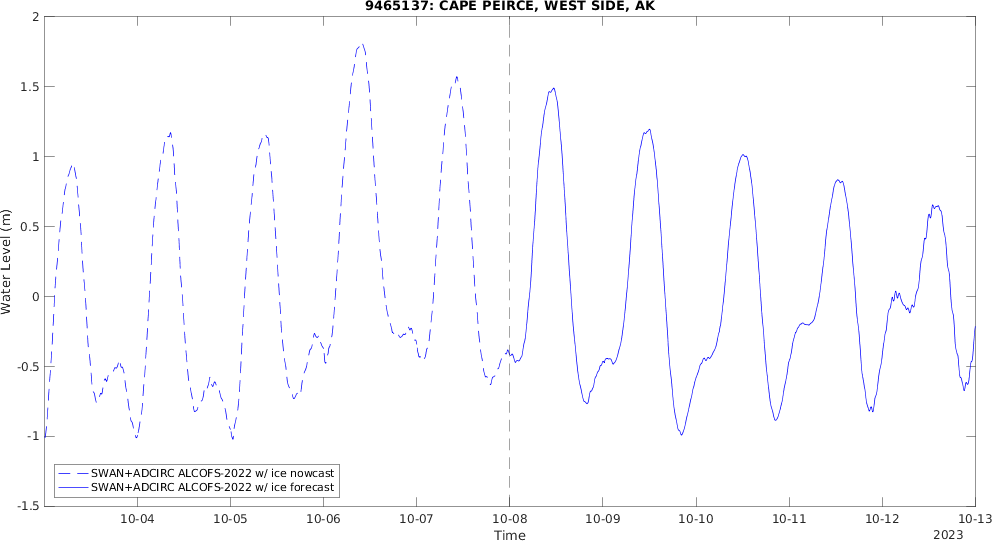 9465137: CAPE PEIRCE, WEST SIDE, AK
2
1.5
1
0.5
0
-0.5
-1
-1.5
Water Level (m)
SWAN+ADCIRC ALCOFS-2022 w/ ice nowcast
SWAN+ADCIRC ALCOFS-2022 w/ ice forecast
10-04 10-05 10-06 10-07 10-08 10-09 10-10 10-11 10-12 10-13
Time
2023